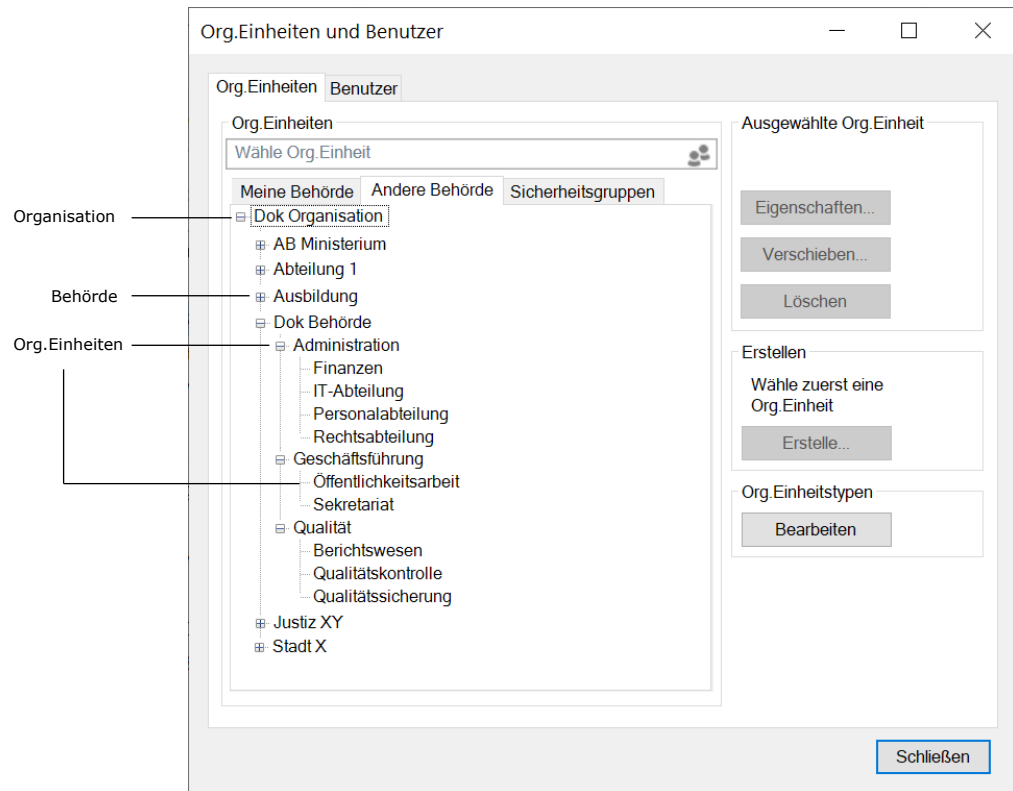 Org.Einheiten und Benutzer
Org.Einheiten Benutzer
Org.Einheiten
Wähle Org.Einheit
Meine Behörde Andere Behörde Sicherheitsgruppen
Organisation
Dok Organisation
AB Ministerium
Abteilung 1
Behörde
Ausbildung
Dok Behörde
Org.Einheiten
Administration
Finanzen
IT-Abteilung
Personalabteilung
Rechtsabteilung
Geschäftsführung
Öffentlichkeitsarbeit
Sekretariat
Qualität
Berichtswesen
Qualitätskontrolle
Qualitätssicherung
Justiz XY
Stadt X
Ausgewählte Org.Einheit
Eigenschaften...
Verschieben...
Löschen
Erstellen
Wähle zuerst eine
Org.Einheit
Erstelle...
Org.Einheitstypen
Bearbeiten
Schließen